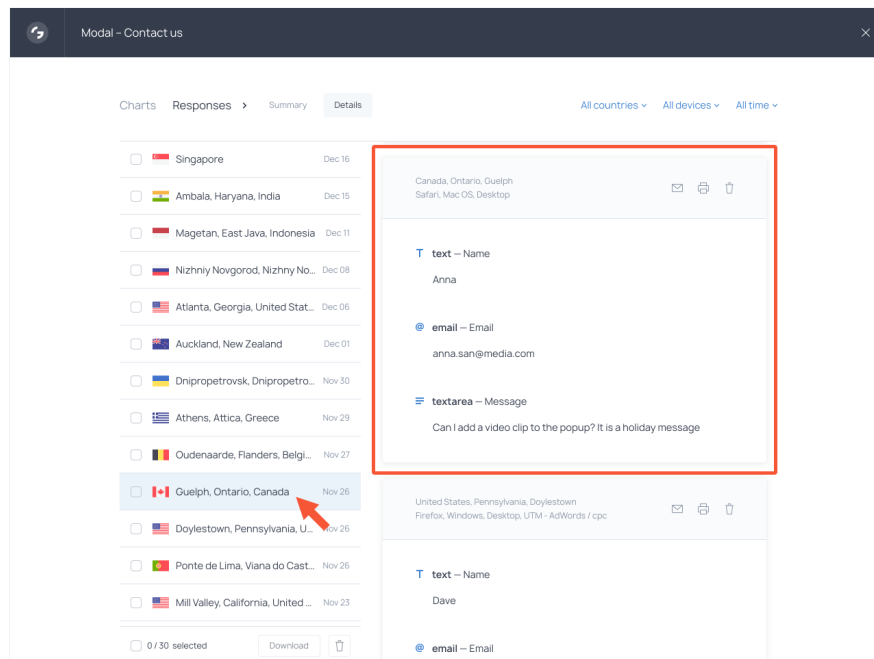 Modal – Contact us
Charts Responses Summary Details All countries All devices All time
Singapore Dec 16
Ambala, Haryana, India Dec 15
Magetan, East Java, Indonesia Dec 11
Nizhniy Novgorod, Nizhny No... Dec 08
Atlanta, Georgia, United Stat... Dec 06
Auckland, New Zealand Dec 01
Dnipropetrovsk, Dnipropetro... Nov 30
Athens, Attica, Greece Nov 29
Oudenaarde, Flanders, Belgi... Nov 27
Guelph, Ontario, Canada Nov 26
Doylestown, Pennsylvania, U... Nov 26
Ponte de Lima, Viana do Cast... Nov 26
Mill Valley, California, United ... Nov 23
0 / 30 selected Download
Canada, Ontario, Guelph
Safari, Mac OS, Desktop
T text — Name
Anna
@ email — Email
anna.san@media.com
textarea — Message
Can I add a video clip to the popup? It is a holiday message
United States, Pennsylvania, Doylestown
Firefox, Windows, Desktop, UTM - AdWords / cpc
T text — Name
Dave
@ email — Email